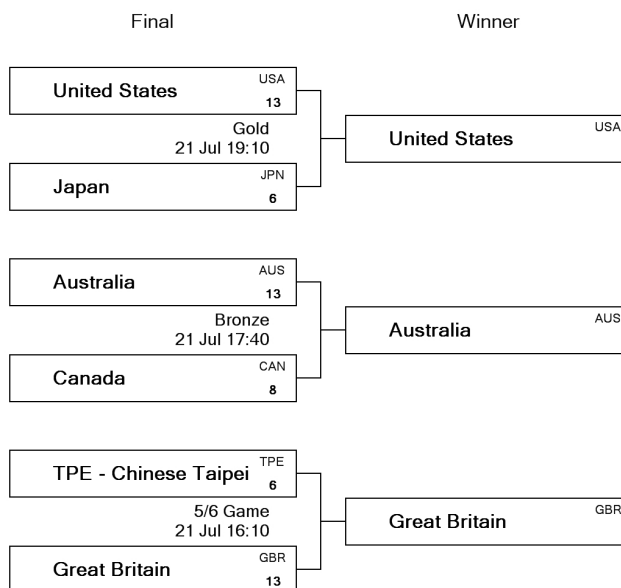 Final Winner
United States USA
13
Gold
21 Jul 19:10
United States USA
Japan JPN
6
Australia AUS
13
Bronze
21 Jul 17:40
Australia AUS
Canada CAN
8
TPE - Chinese Taipei TPE
6
5/6 Game
21 Jul 16:10
Great Britain GBR
Great Britain GBR
13